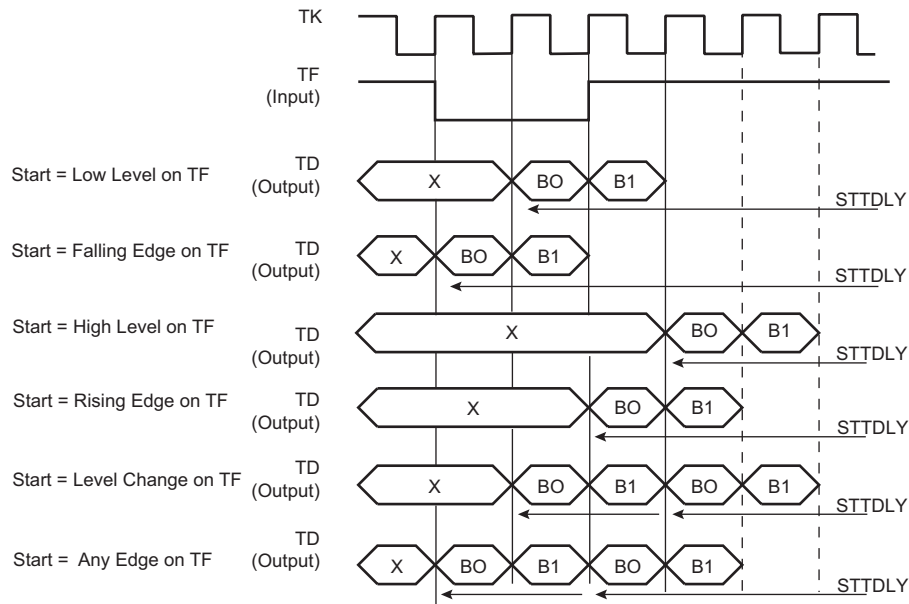 TK
TF
(Input)
Start = Low Level on TF
TD
(Output)
X
BO
B1
STTDLY
Start = Falling Edge on TF
TD
(Output)
X
BO
B1
STTDLY
Start = High Level on TF
TD
(Output)
X
BO
B1
STTDLY
Start = Rising Edge on TF
TD
(Output)
X
BO
B1
STTDLY
Start = Level Change on TF
TD
(Output)
X
BO
B1
BO
B1
STTDLY
Start = Any Edge on TF
TD
(Output)
X
BO
B1
BO
B1
STTDLY